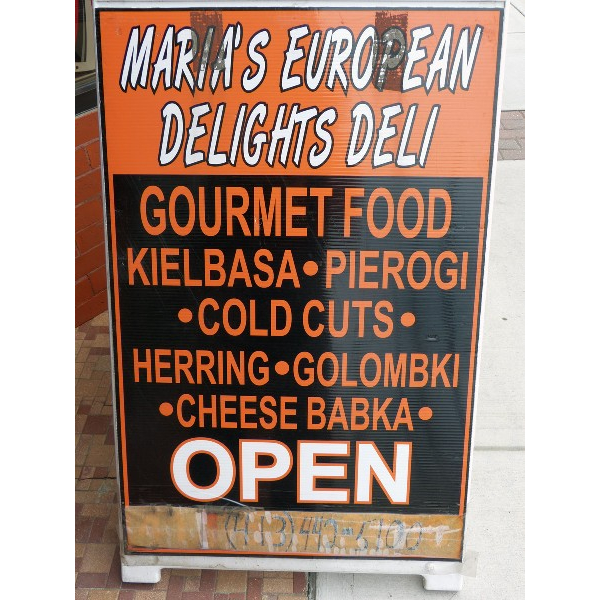 MARIA'S EUROPEAN
DELIGHTS DELI
GOURMET FOOD
KIELBASA • PIEROGI
• COLD CUTS •
HERRING • GOLOMBKI
• CHEESE BABKA •
OPEN